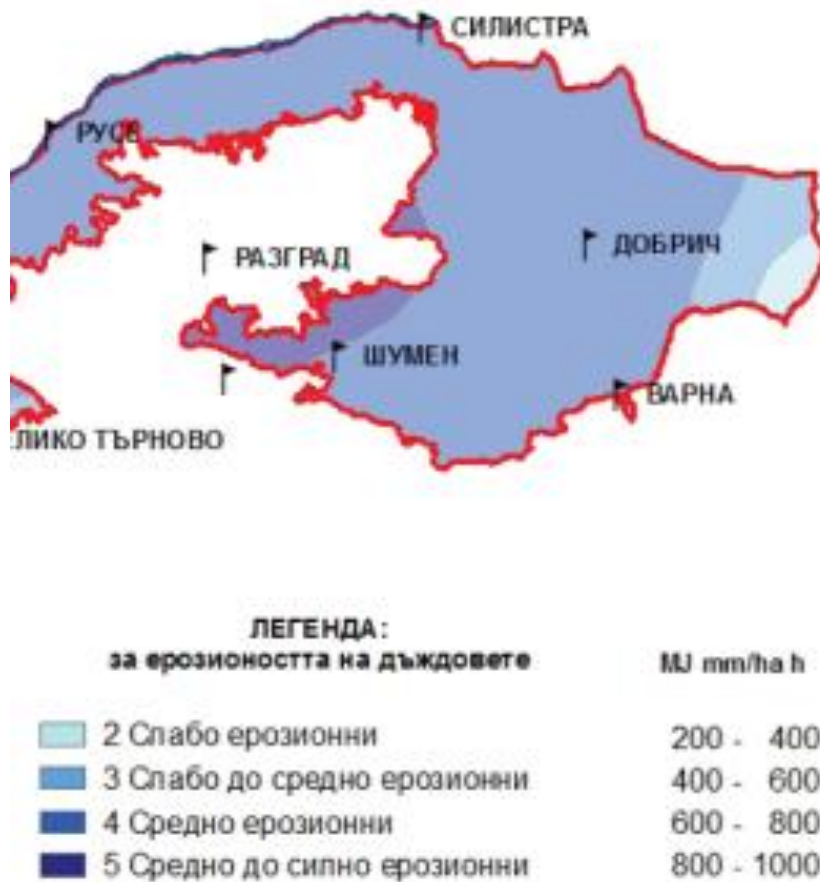 СИЛИСТРА
РУСЕ
РАЗГРАД
ДОБРИЧ
ШУМЕН
ВАРНА
ЛИКО ТЪРНОВО
ЛЕГЕНДА:
за ерозиоността на дъждовете MJ mm/ha h
2 Слабо ерозионни 200 - 400
3 Слабо до средно ерозионни 400 - 600
4 Средно ерозионни 600 - 800
5 Средно до силно ерозионни 800 - 1000